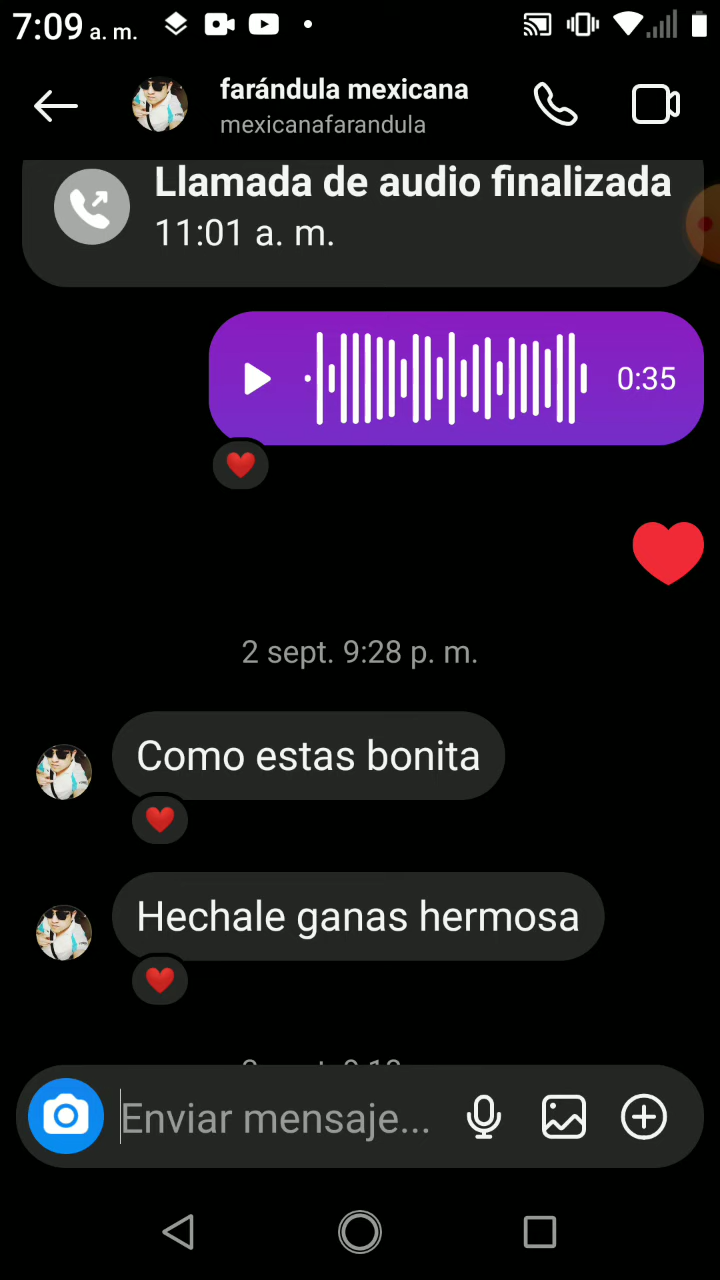 7:09 a. m.
farándula mexicana
mexicanafarandula
Llamada de audio finalizada
11:01 a. m.
0:35
2 sept. 9:28 p. m.
Como estas bonita
Hechale ganas hermosa
Enviar mensaje...